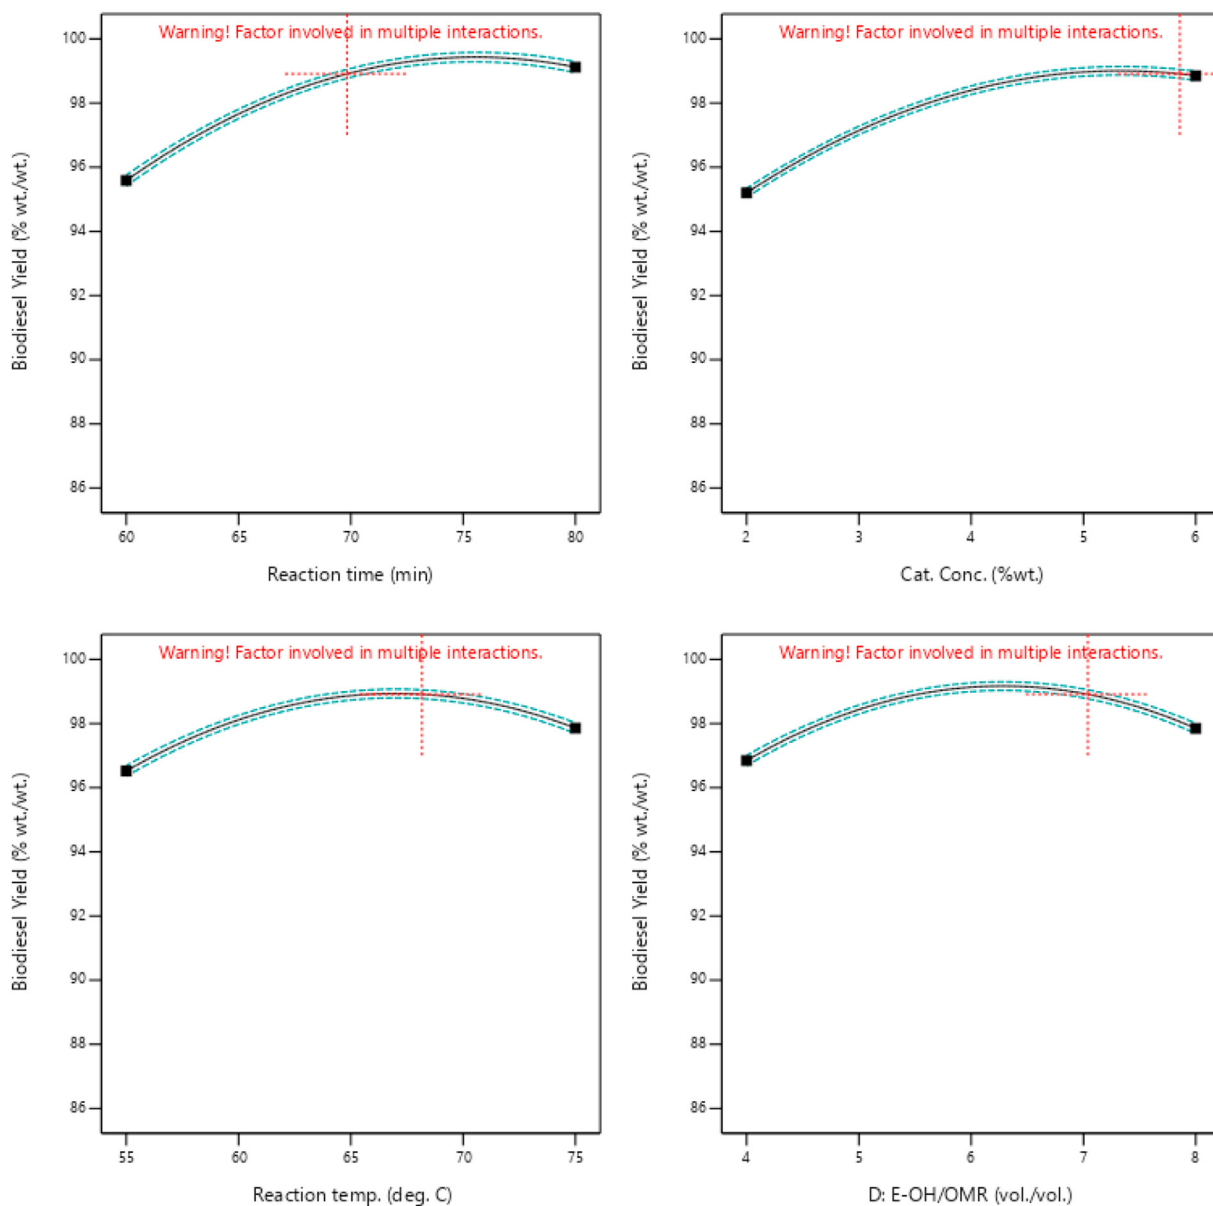 Warning! Factor involved in multiple interactions.
100
98
96
94
92
90
88
86
Biodiesel Yield (% wt./wt.)
60 65 70 75 80
Reaction time (min)
Warning! Factor involved in multiple interactions.
100
98
96
94
92
90
88
86
Biodiesel Yield (% wt./wt.)
2 3 4 5 6
Cat. Conc. (%wt.)
Warning! Factor involved in multiple interactions.
100
98
96
94
92
90
88
86
Biodiesel Yield (% wt./wt.)
55 60 65 70 75
Reaction temp. (deg. C)
Warning! Factor involved in multiple interactions.
100
98
96
94
92
90
88
86
Biodiesel Yield (% wt./wt.)
4 5 6 7 8
D: E-OH/OMR (vol./vol.)